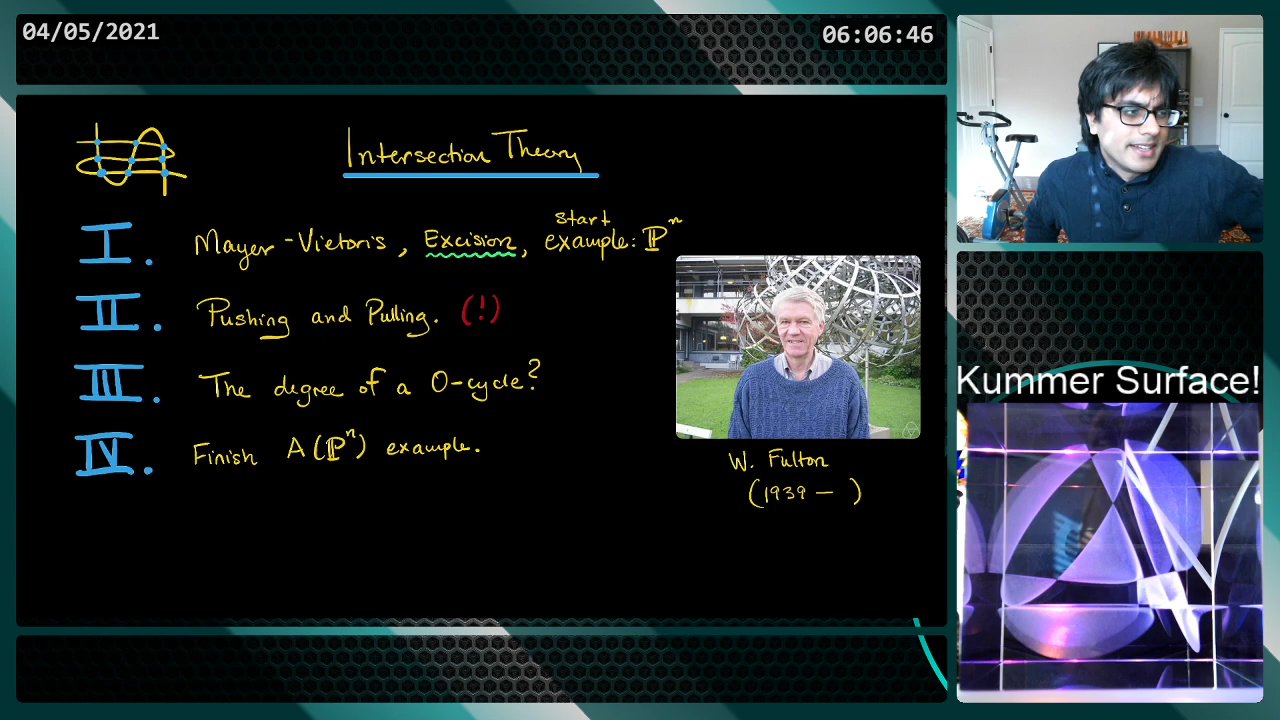 04/05/2021
06:06:46
Intersection Theory
I. Mayer-Vietoris, Excision, start example: ℙⁿ
II. Pushing and Pulling. (!)
III. The degree of a 0-cycle?
IV. Finish A(ℙⁿ) example.
W. Fulton
(1939 — )
Kummer Surface!